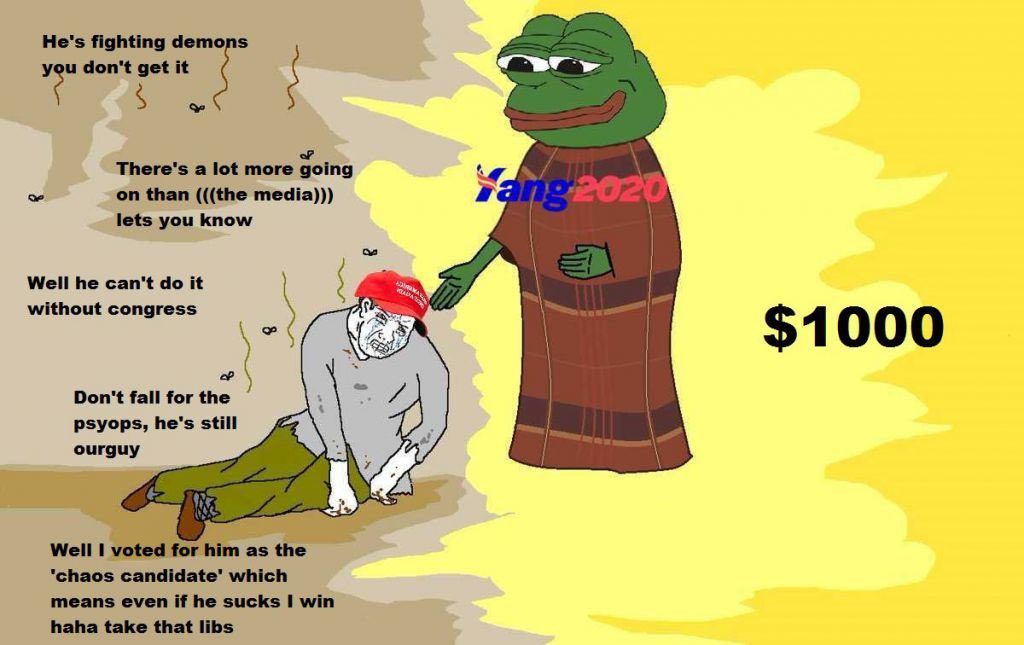 He's fighting demons
you don't get it
There's a lot more going
on than (((the media)))
lets you know
Well he can't do it
without congress
Don't fall for the
psyops, he's still
ourguy
Well I voted for him as the
'chaos candidate' which
means even if he sucks I win
haha take that libs
Yang2020
$1000